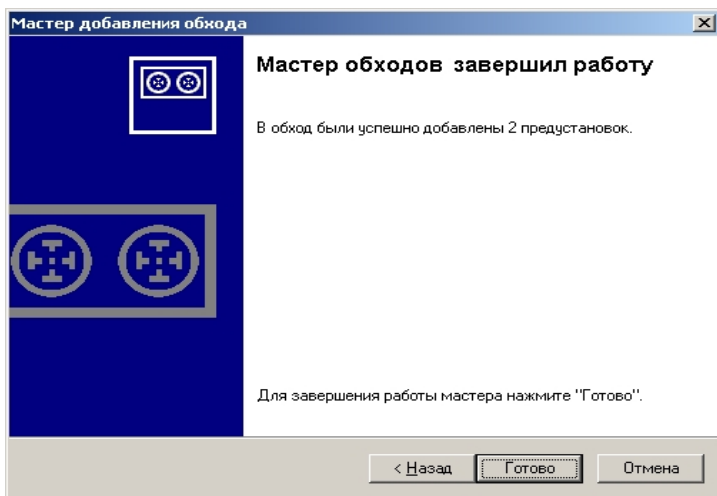 Мастер добавления обхода
Мастер обходов завершил работу
В обход были успешно добавлены 2 предустановок.
Для завершения работы мастера нажмите "Готово".
< Назад
Готово
Отмена